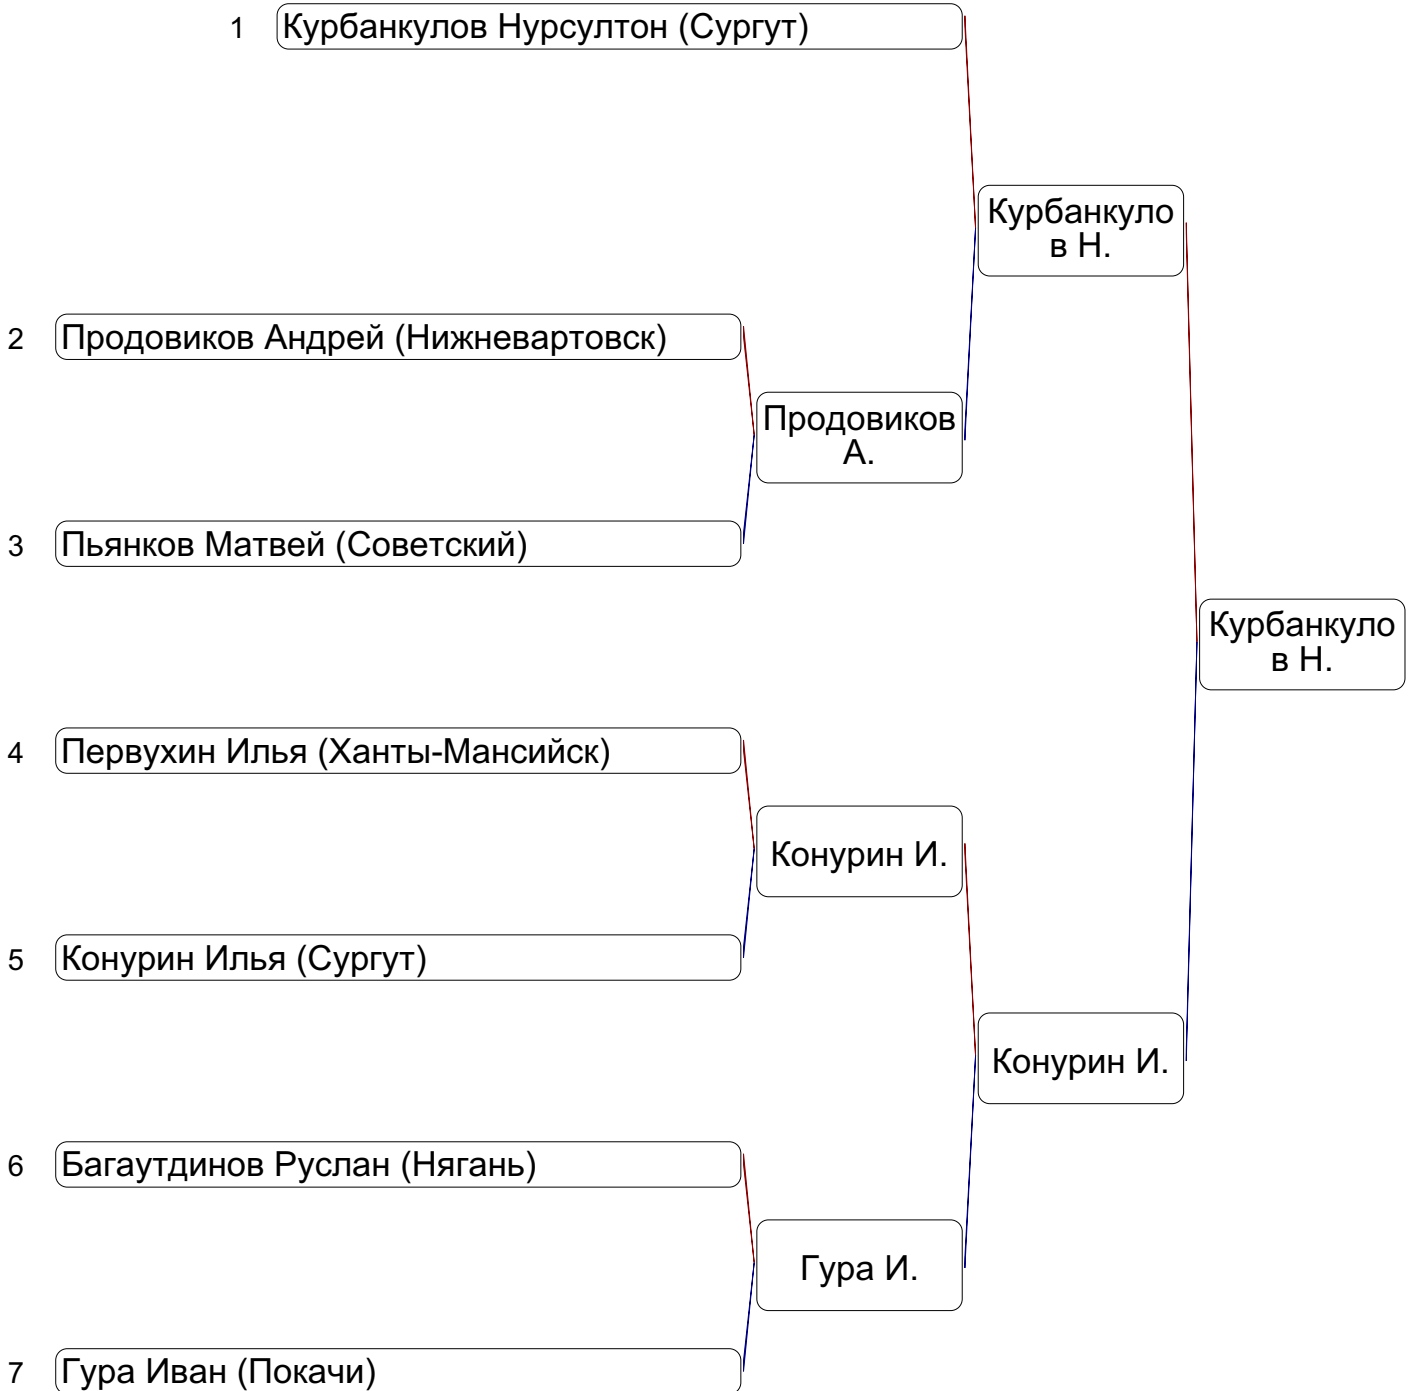 1 Курбанкулов Нурсултон (Сургут)
Курбанкуло
в Н.
2 Продовиков Андрей (Нижневартовск)
Продовиков
А.
3 Пьянков Матвей (Советский)
Курбанкуло
в Н.
4 Первухин Илья (Ханты-Мансийск)
Конурин И.
5 Конурин Илья (Сургут)
Конурин И.
6 Багаутдинов Руслан (Нягань)
Гура И.
7 Гура Иван (Покачи)